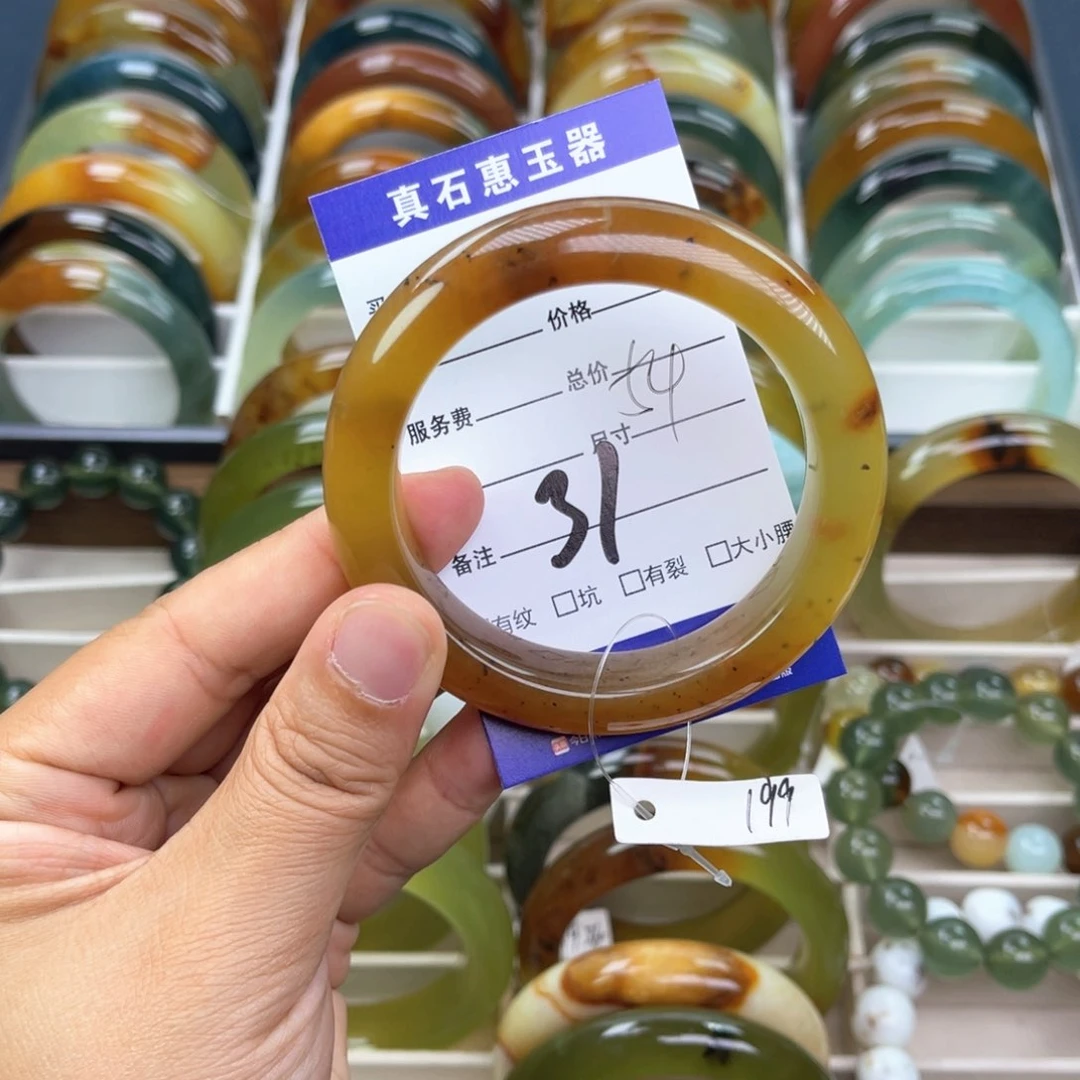 真石惠玉器
买
价格
服务费 总价
尺寸
备注 31
有纹 □坑 □有裂 □大小腰
199